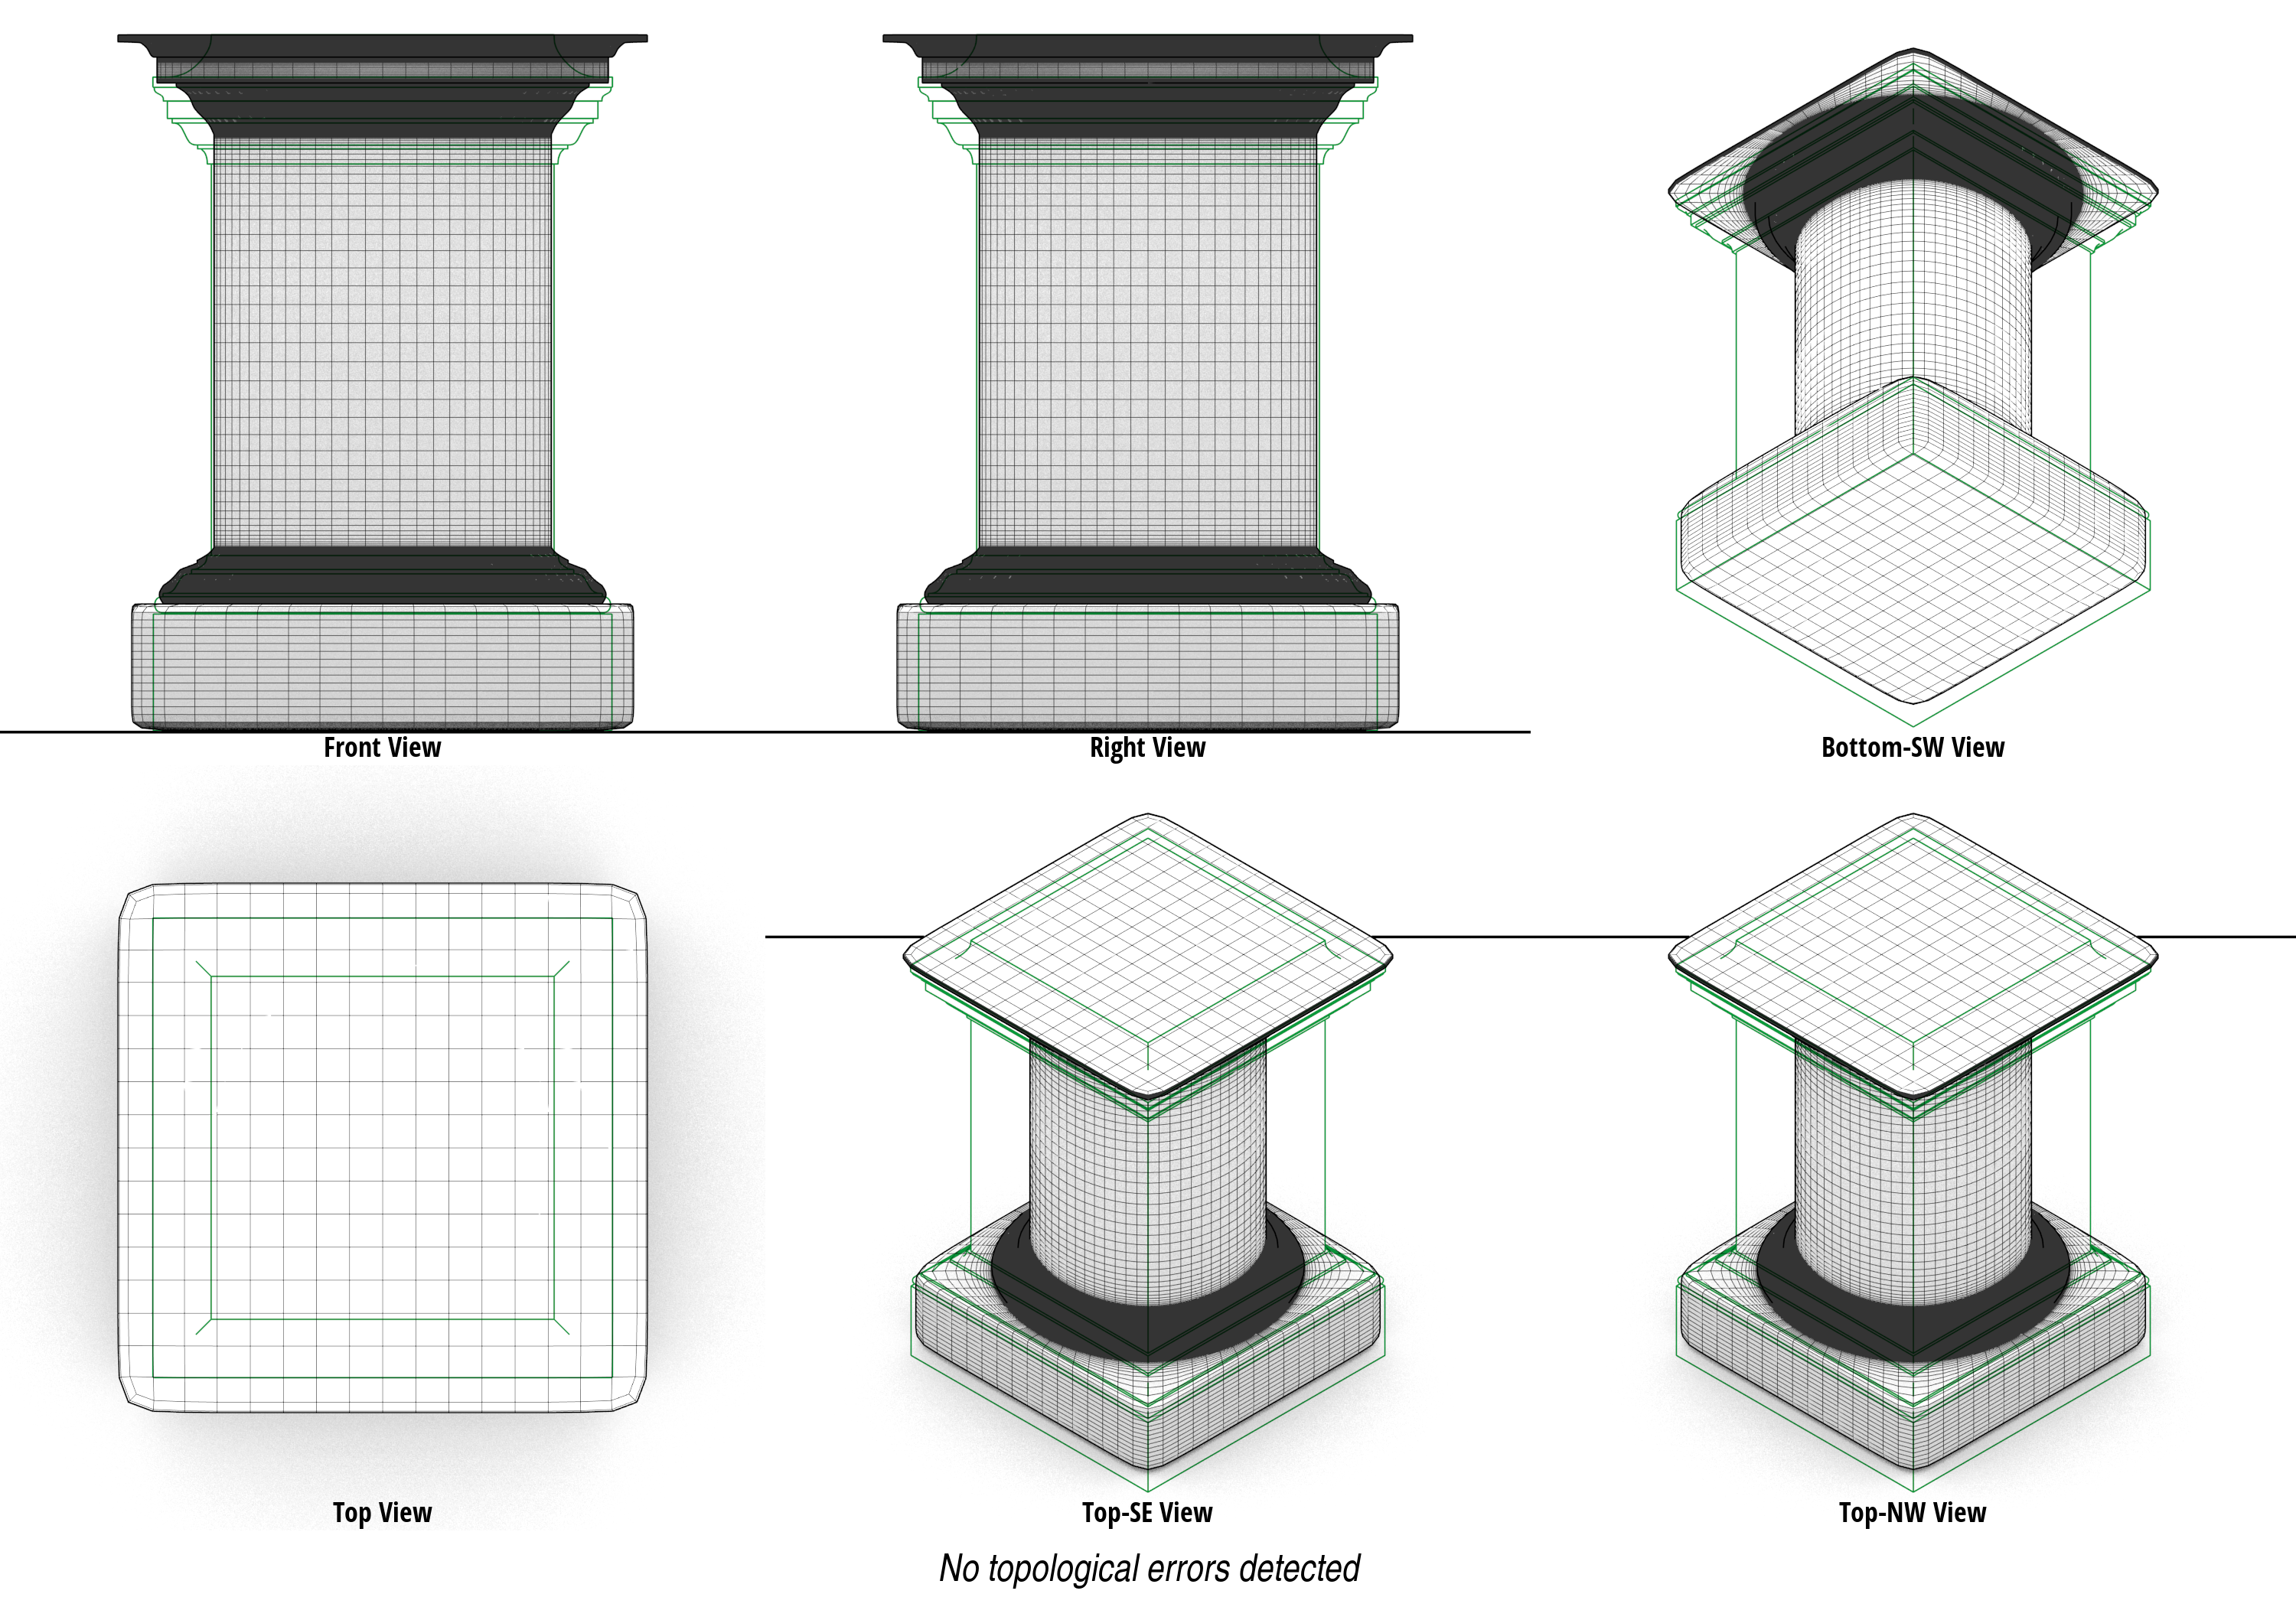 Front View
Right View
Bottom-SW View
Top View
Top-SE View
Top-NW View
No topological errors detected